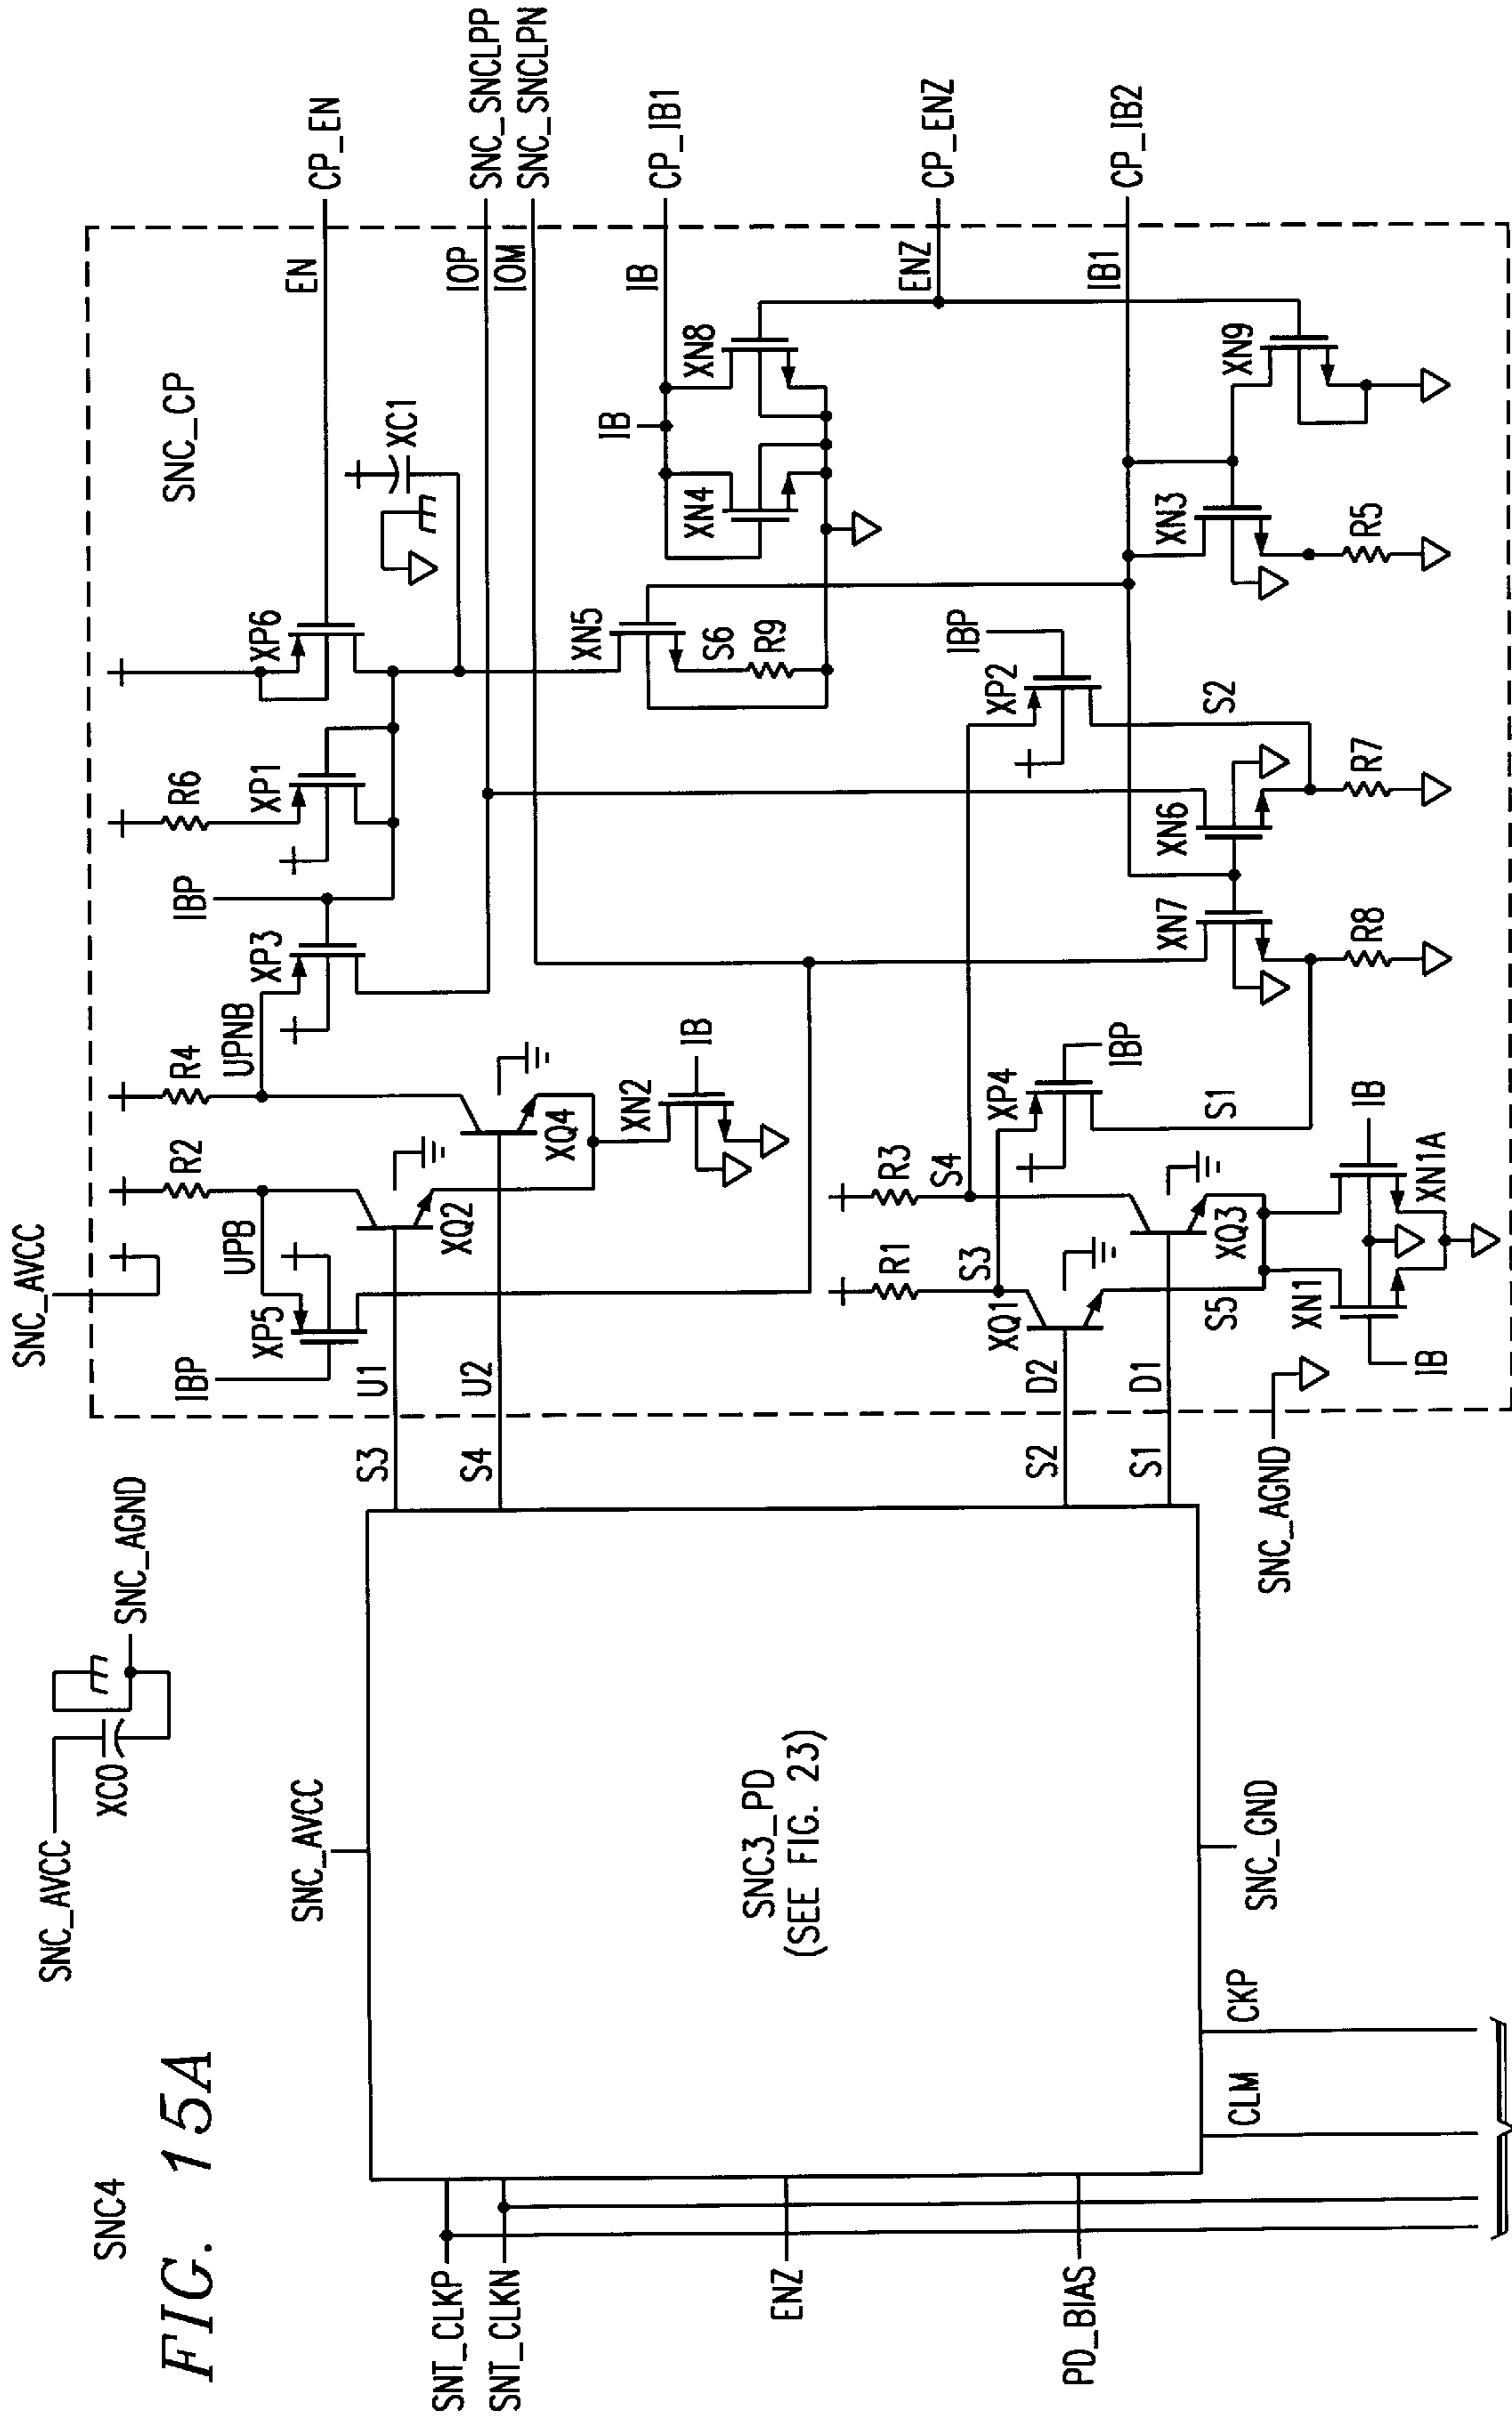 SNC4
FIG. 15A
SNC_AVCC
XC0
SNC_AGND
SNC_AVCC
SNT_CLKP
SNT_CLKN
ENZ
PD_BIAS
SNC3_PD
(SEE FIG. 23)
SNC_GND
CLM
CKP
S3
S4
S2
S1
SNC_AGND
SNC_AVCC
SNC_CP
U1
U2
D2
D1
IBP
XP5
UPB
R2
R4
UPNB
XQ2
XQ4
XN2
IB
XP3
IBP
XP1
R6
XP6
XC1
EN
CP_EN
IOP
SNC_SNCLPP
IOM
SNC_SNCLPN
IB
CP_IB1
IB
XN4
XN8
XN5
S6
R9
ENZ
CP_ENZ
IB1
CP_IB2
XQ1
S3
R1
S4
R3
XQ3
S5
XN1
IB
XN1A
IB
XP4
IBP
S1
XN7
R8
XN6
R7
XP2
IBP
S2
XN3
R5
XN9